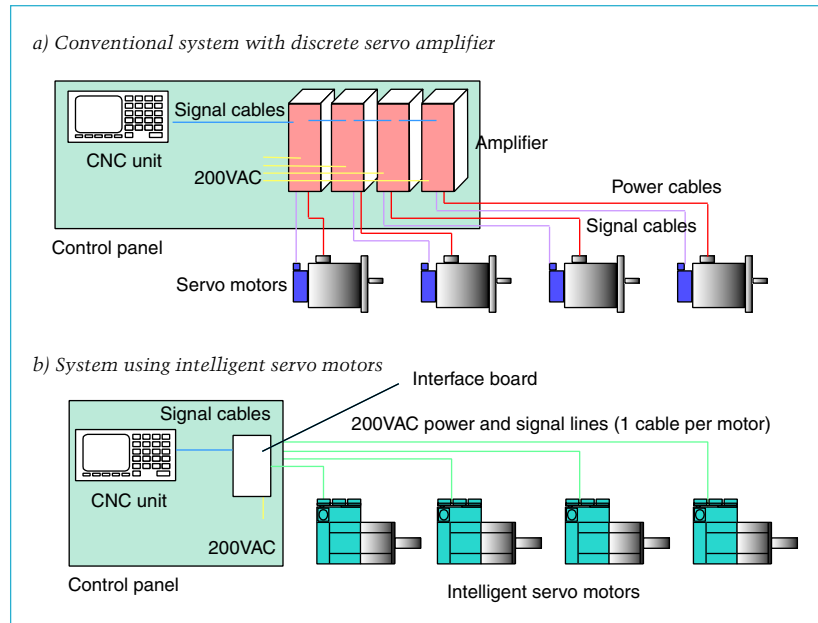 a) Conventional system with discrete servo amplifier
Signal cables
CNC unit
Amplifier
200VAC
Power cables
Signal cables
Control panel
Servo motors
b) System using intelligent servo motors
Interface board
Signal cables
200VAC power and signal lines (1 cable per motor)
CNC unit
200VAC
Control panel
Intelligent servo motors